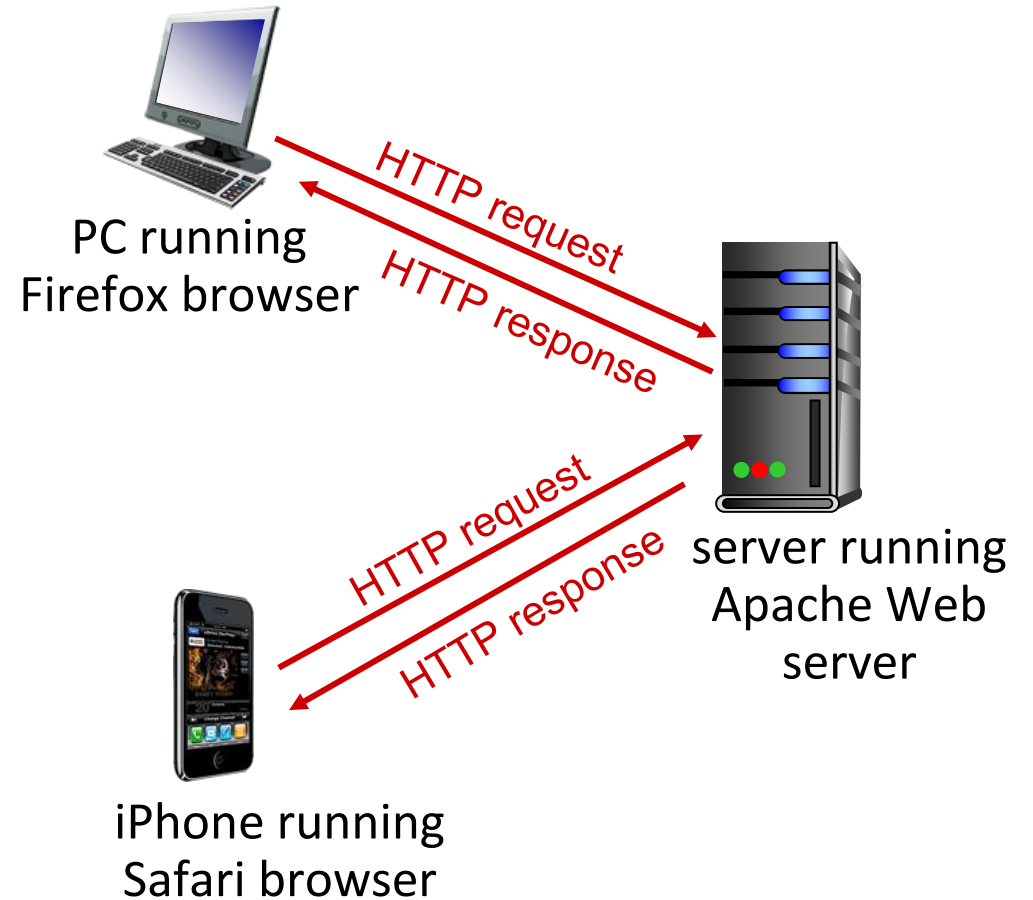 HTTP request
HTTP response
PC running
Firefox browser
HTTP request
HTTP response
server running
Apache Web
server
iPhone running
Safari browser